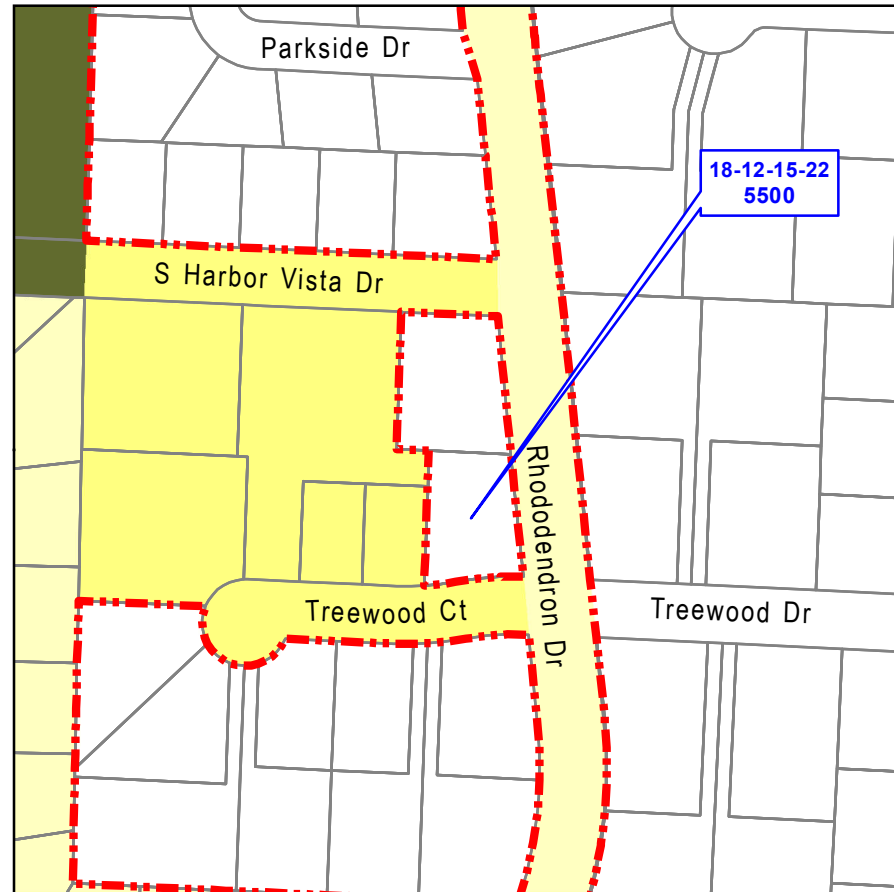 Parkside Dr
18-12-15-22
5500
S Harbor Vista Dr
Rhododendron Dr
Treewood Ct
Treewood Dr